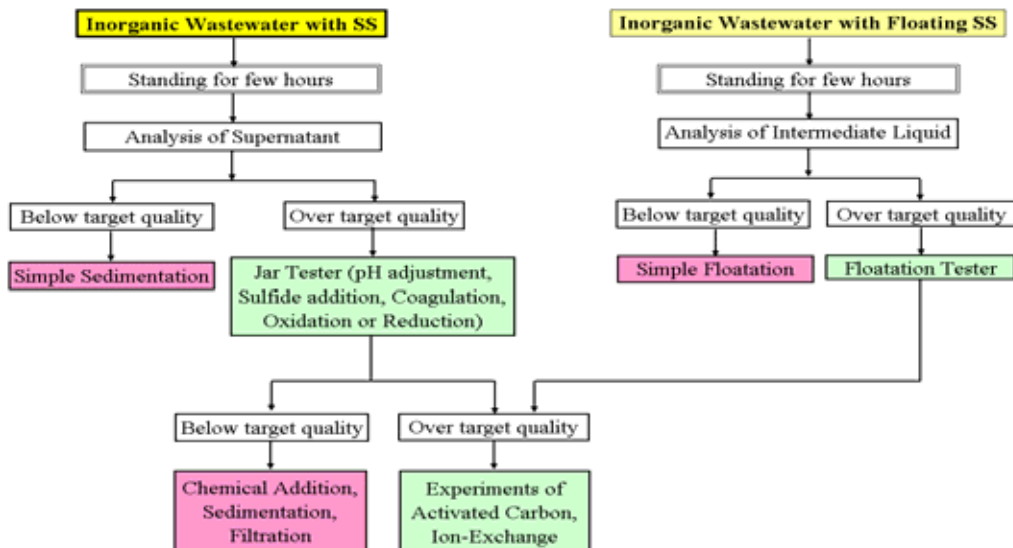 Inorganic Wastewater with SS
Inorganic Wastewater with Floating SS
Standing for few hours
Standing for few hours
Analysis of Supernatant
Analysis of Intermediate Liquid
Below target quality
Over target quality
Below target quality
Over target quality
Simple Sedimentation
Jar Tester (pH adjustment,
Sulfide addition, Coagulation,
Oxidation or Reduction)
Simple Floatation
Floatation Tester
Below target quality
Over target quality
Chemical Addition,
Sedimentation,
Filtration
Experiments of
Activated Carbon,
Ion-Exchange